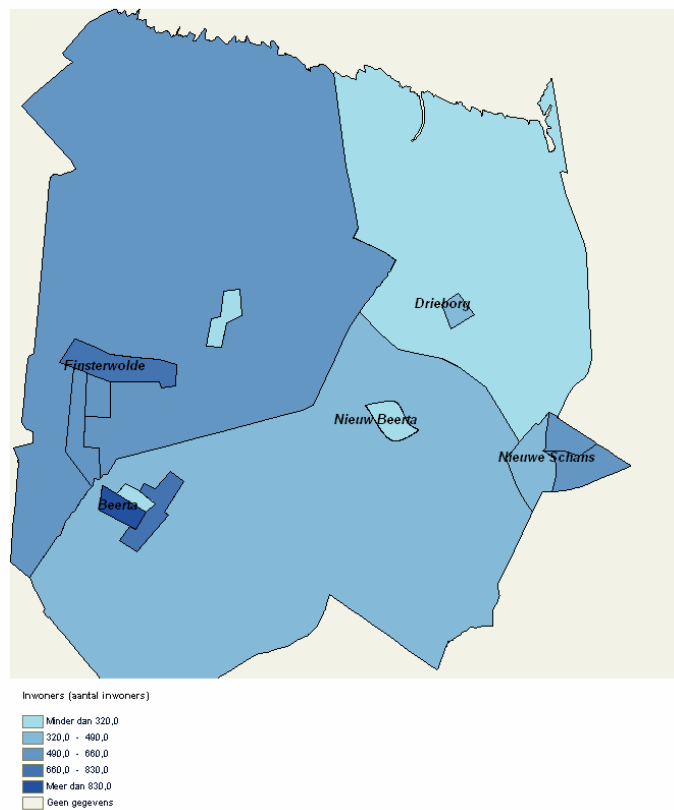 Drieborg
Finsterwolde
Nieuw Beerta
Nieuwe Schans
Beerta
Inwoners (aantal inwoners)
Minder dan 320,0
320,0 - 490,0
490,0 - 660,0
660,0 - 830,0
Meer dan 830,0
Geen gegevens